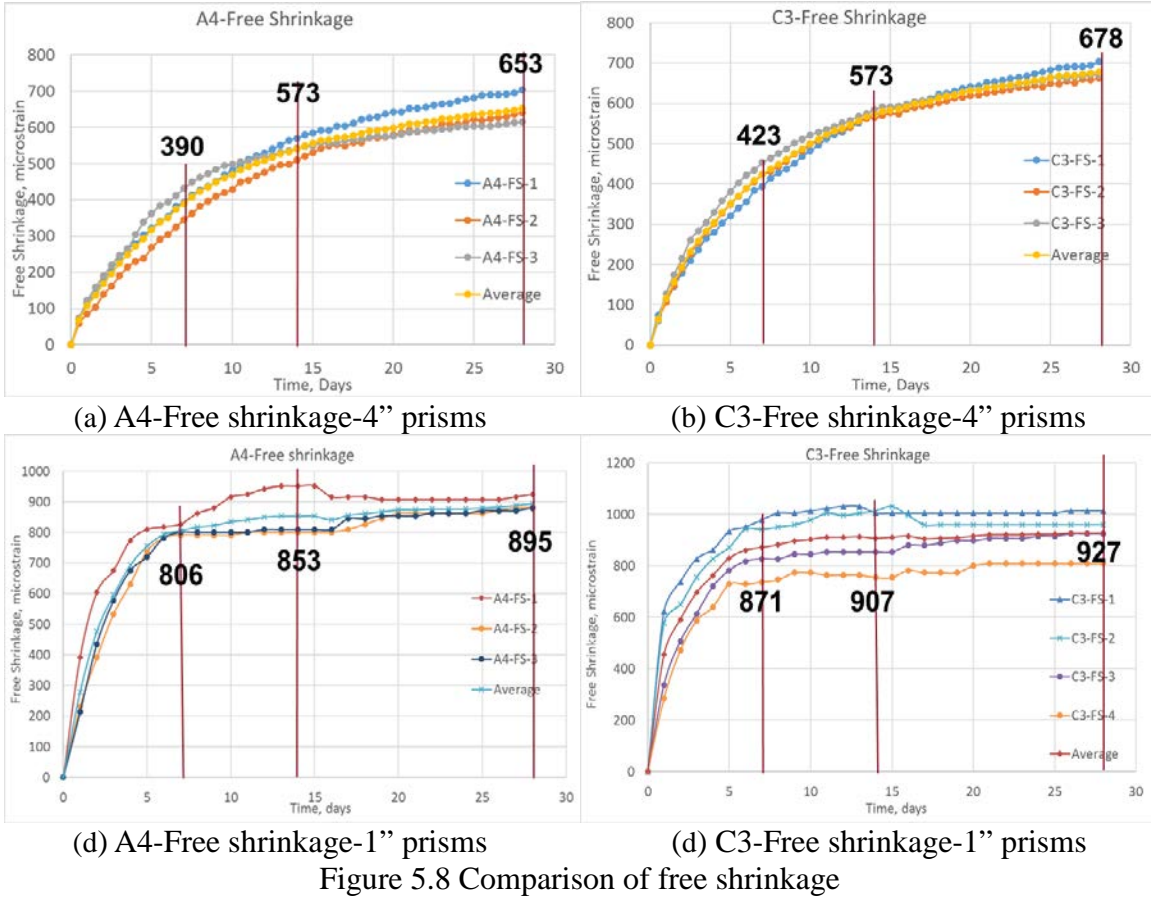 A4-Free Shrinkage
Free Shrinkage, microstrain
800
700
600
500
400
300
200
100
0
390
573
653
A4-FS-1
A4-FS-2
A4-FS-3
Average
0 5 10 15 20 25 30
Time, Days
(a) A4-Free shrinkage-4” prisms
C3-Free Shrinkage
Free Shrinkage, microstrain
800
700
600
500
400
300
200
100
0
423
573
678
C3-FS-1
C3-FS-2
C3-FS-3
Average
0 5 10 15 20 25 30
Time, Days
(b) C3-Free shrinkage-4” prisms
A4-Free shrinkage
Free Shrinkage, microstrain
1000
900
800
700
600
500
400
300
200
100
0
806
853
895
A4-FS-1
A4-FS-2
A4-FS-3
Average
0 5 10 15 20 25 30
Time, days
(d) A4-Free shrinkage-1” prisms
C3-Free Shrinkage
Free Shrinkage, microstrain
1200
1000
800
600
400
200
0
871
907
927
C3-FS-1
C3-FS-2
C3-FS-3
C3-FS-4
Average
0 5 10 15 20 25 30
Time, days
(d) C3-Free shrinkage-1” prisms
Figure 5.8 Comparison of free shrinkage